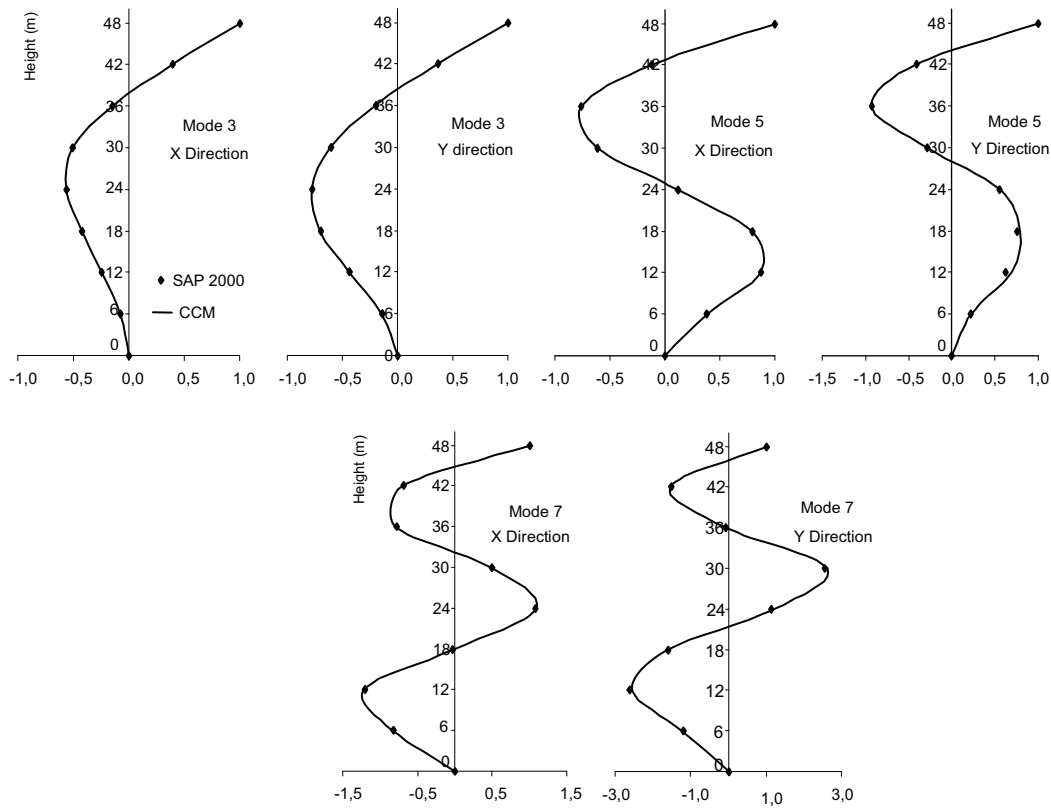 Height (m)
48
42
36
30
24
18
12
6
0
-1,0 -0,5 0,0 0,5 1,0
Mode 3
X Direction
SAP 2000
CCM
48
42
36
30
24
18
12
6
0
-1,0 -0,5 0,0 0,5 1,0
Mode 3
Y direction
48
42
36
30
24
18
12
6
0
-1,0 -0,5 0,0 0,5 1,0
Mode 5
X Direction
48
42
36
30
24
18
12
6
0
-1,5 -1,0 -0,5 0,0 0,5 1,0
Mode 5
Y Direction
Height (m)
48
42
36
30
24
18
12
6
0
-1,5 -0,5 0,5 1,5
Mode 7
X Direction
48
42
36
30
24
18
12
6
0
-3,0 -1,0 1,0 3,0
Mode 7
Y Direction